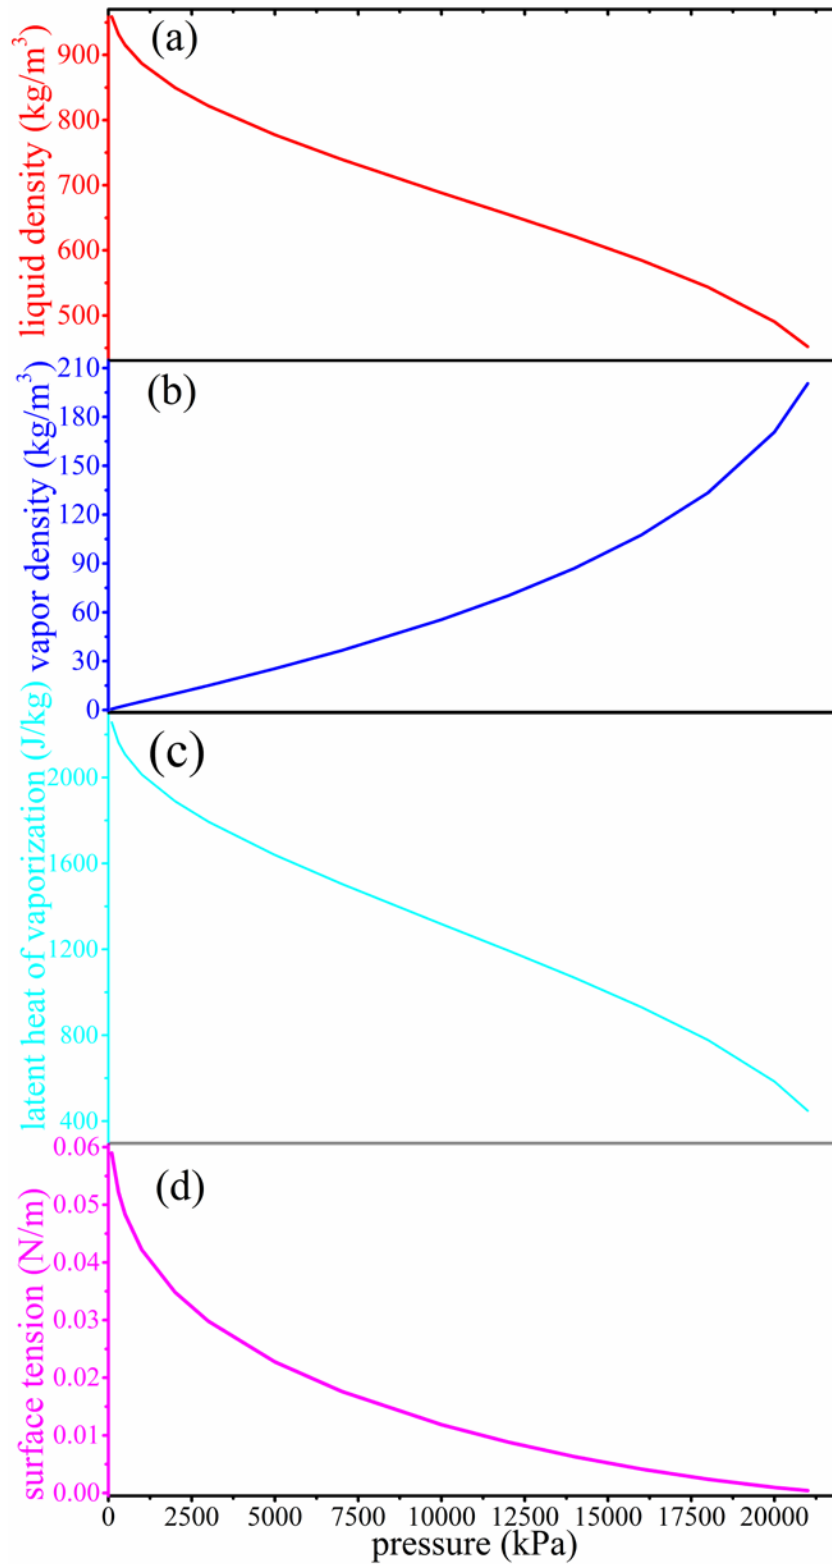 (a)
liquid density (kg/m³)
900
800
700
600
500
(b)
vapor density (kg/m³)
210
180
150
120
90
60
30
0
(c)
latent heat of vaporization (J/kg)
2000
1600
1200
800
400
(d)
surface tension (N/m)
0.06
0.05
0.04
0.03
0.02
0.01
0.00
0 2500 5000 7500 10000 12500 15000 17500 20000
pressure (kPa)